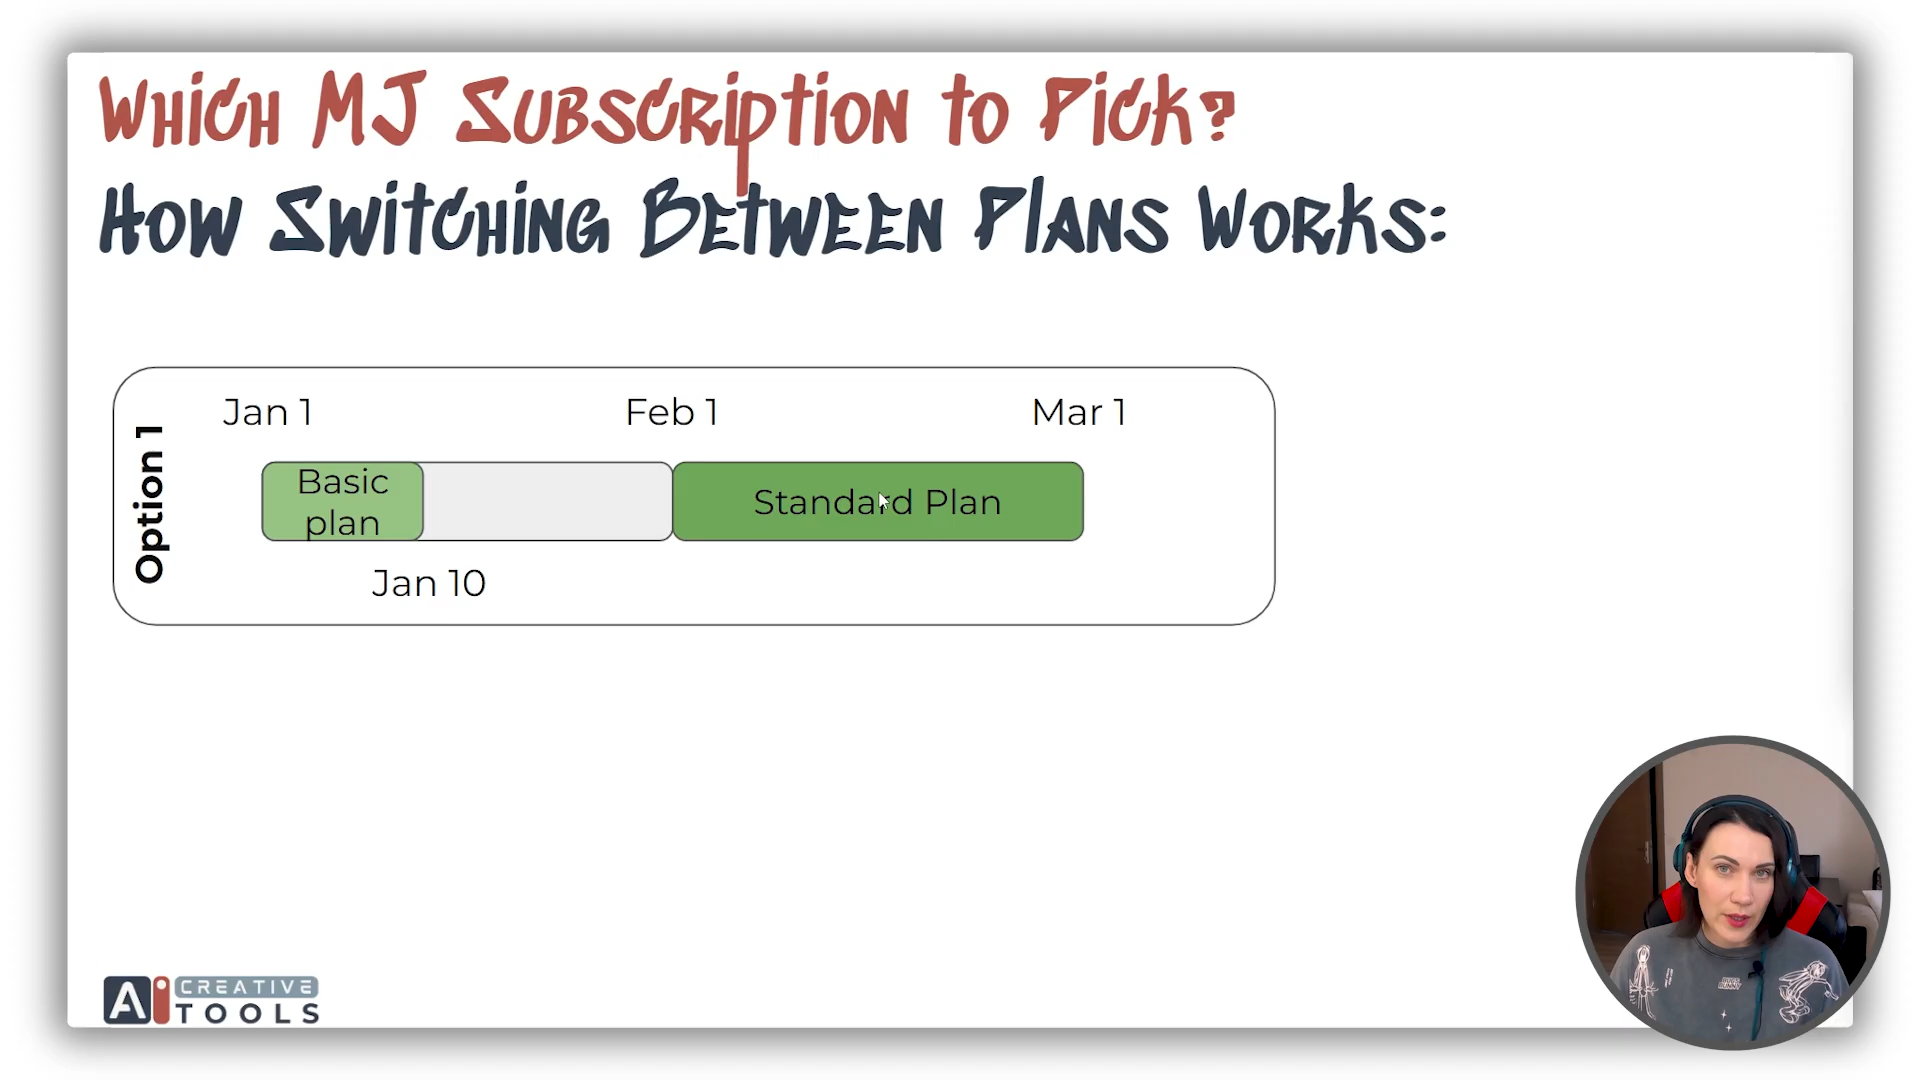 Which MJ Subscription to Pick?
How Switching Between Plans Works:
Option 1
Jan 1
Feb 1
Mar 1
Basic
plan
Standard Plan
Jan 10
Ai CREATIVE
TOOLS